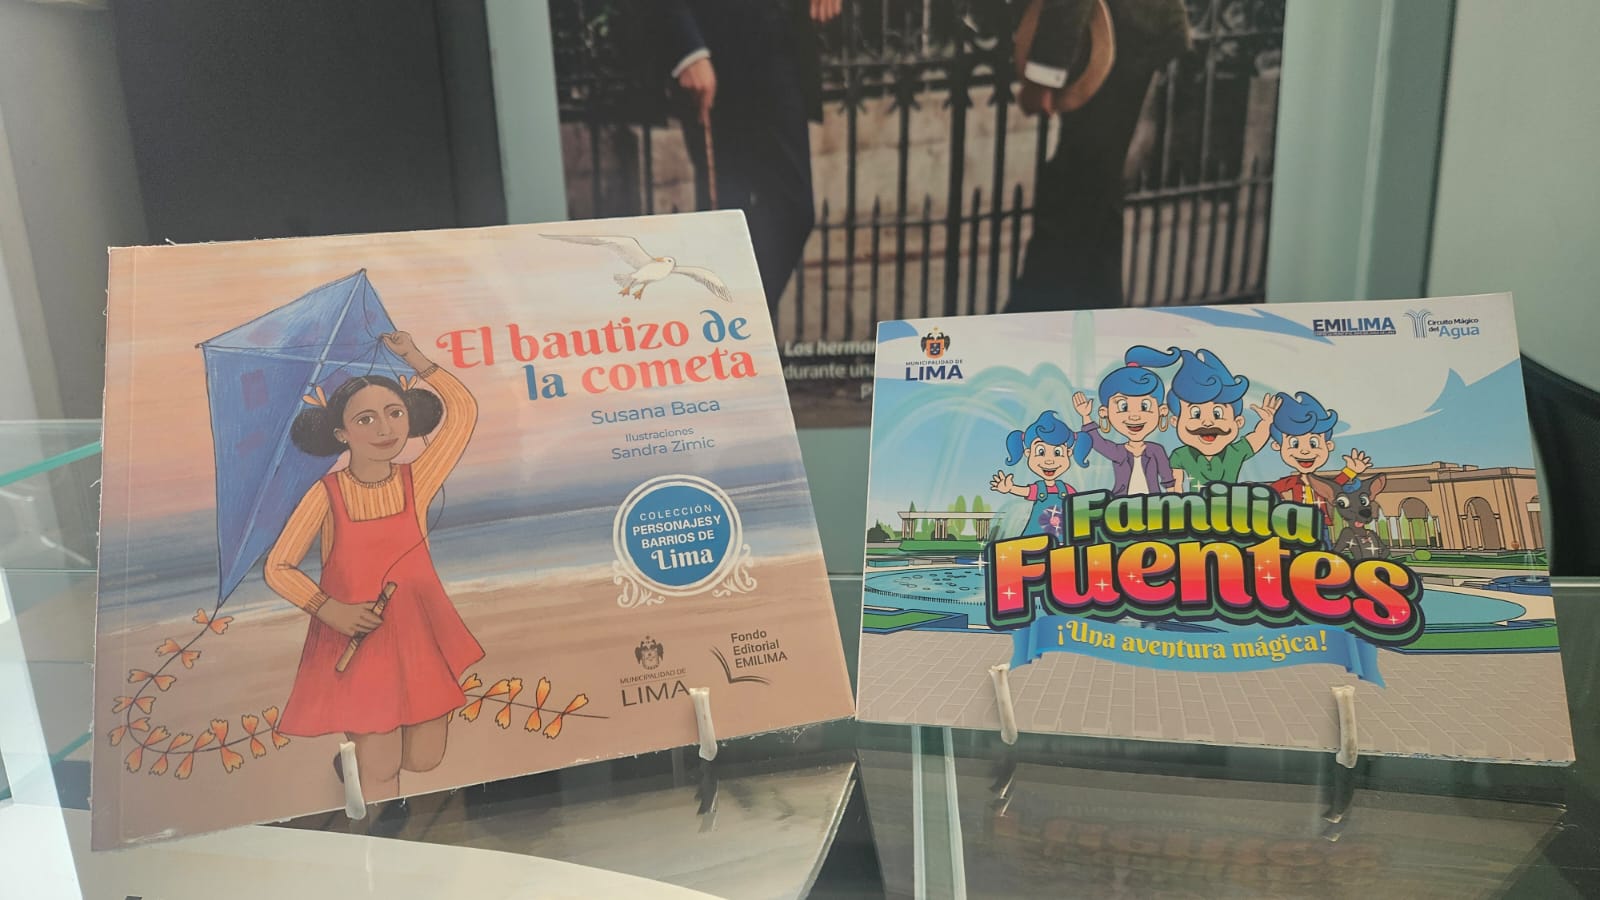 El bautizo de
la cometa
Susana Baca
Ilustraciones
Sandra Zimic
COLECCIÓN
PERSONAJES Y
BARRIOS DE
Lima
MUNICIPALIDAD DE
LIMA
Fondo
Editorial
EMILIMA
Los herma
durante una
MUNICIPALIDAD DE
LIMA
EMILIMA
Circuito Mágico
del Agua
Familia
Fuentes
¡Una aventura mágica!